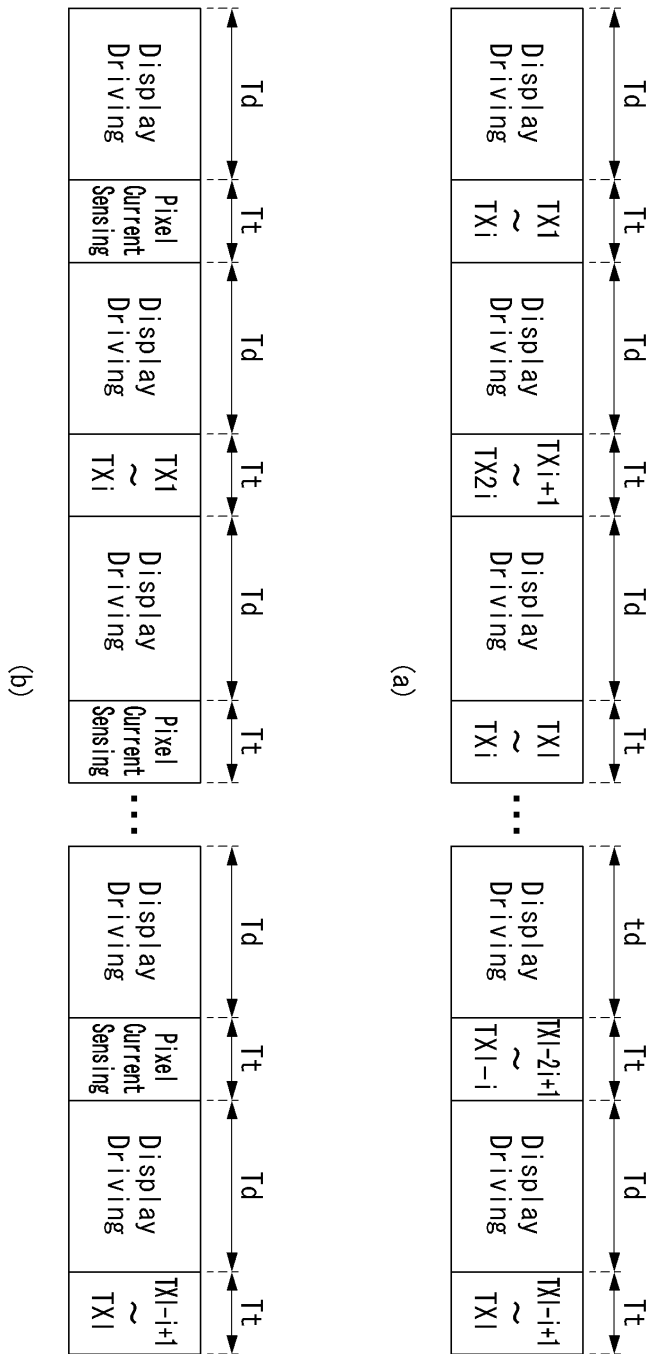 Td Tt Td Tt Td Tt td Tt Td Tt
Display
Driving
TX1
~
TXi
Display
Driving
TXi+1
~
TX2i
Display
Driving
TXl
~
TXi
...
Display
Driving
TXl-2i+1
~
TXl-i
Display
Driving
TXl-i+1
~
TXl
(a)
Td Tt Td Tt Td Tt Td Tt Td Tt
Display
Driving
Pixel
Current
Sensing
Display
Driving
TX1
~
TXi
Display
Driving
Pixel
Current
Sensing
...
Display
Driving
Pixel
Current
Sensing
Display
Driving
TXl-i+1
~
TXl
(b)